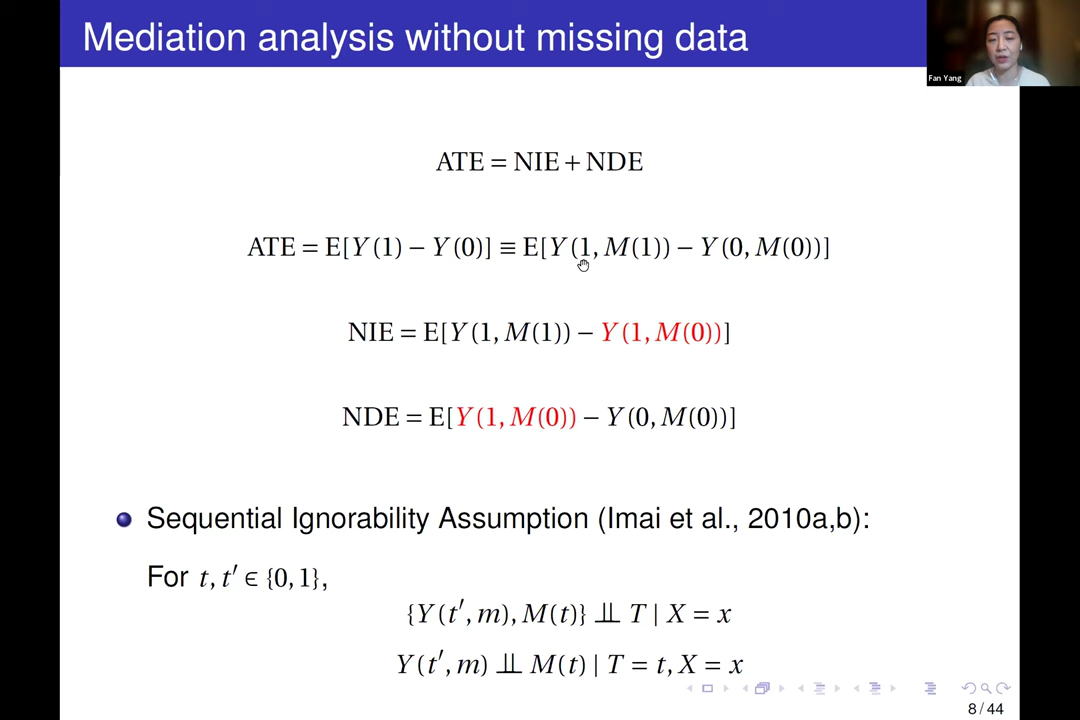 Mediation analysis without missing data
Fan Yang
ATE = NIE + NDE
ATE = E[Y(1) − Y(0)] ≡ E[Y(1, M(1)) − Y(0, M(0))]
NIE = E[Y(1, M(1)) − Y(1, M(0))]
NDE = E[Y(1, M(0)) − Y(0, M(0))]
Sequential Ignorability Assumption (Imai et al., 2010a,b):
For t, t′ ∈ {0, 1},
{Y(t′, m), M(t)} ⫫ T | X = x
Y(t′, m) ⫫ M(t) | T = t, X = x
8 / 44